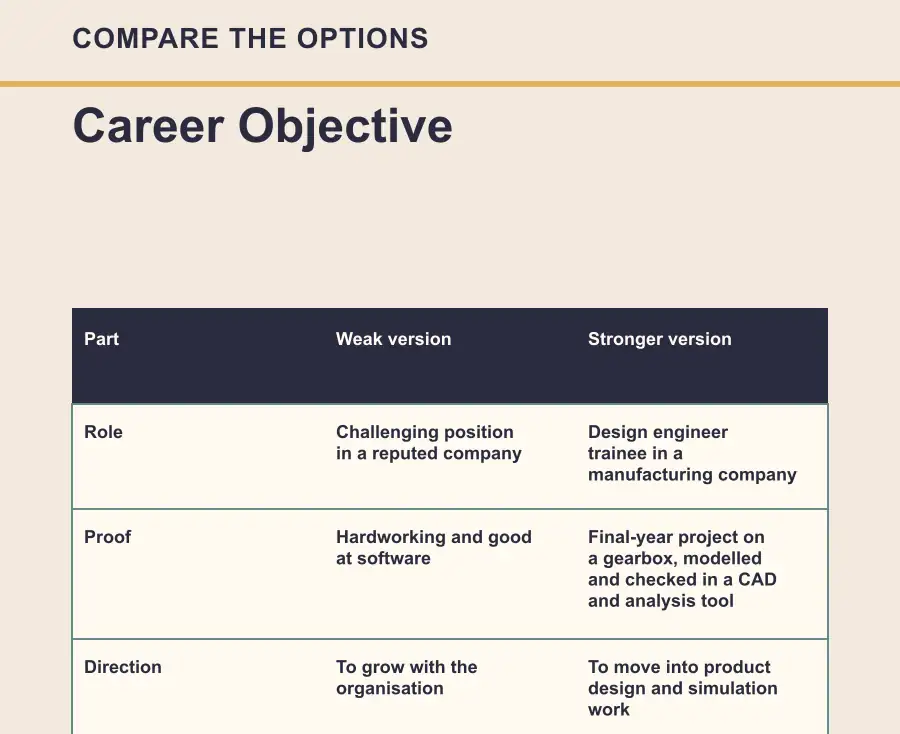 COMPARE THE OPTIONS
Career Objective
Part
Weak version
Stronger version
Role
Challenging position
in a reputed company
Design engineer
trainee in a
manufacturing company
Proof
Hardworking and good
at software
Final-year project on
a gearbox, modelled
and checked in a CAD
and analysis tool
Direction
To grow with the
organisation
To move into product
design and simulation
work